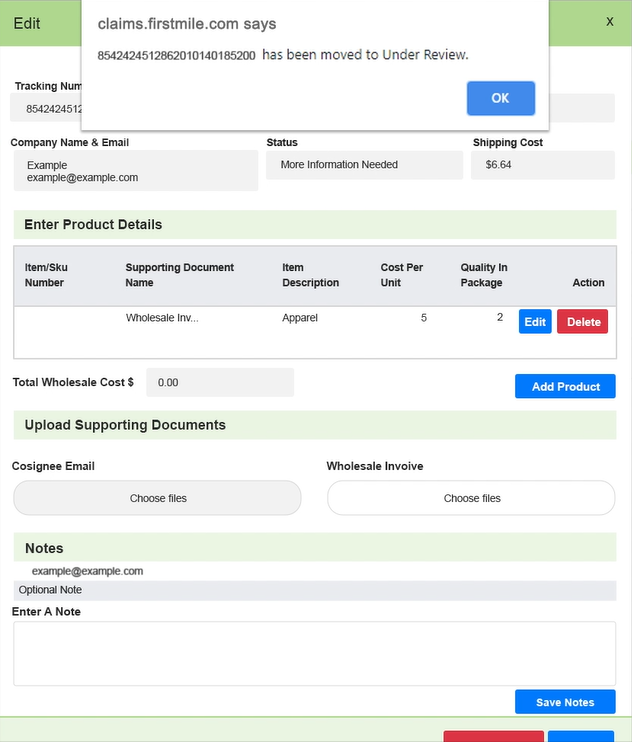 Edit
X
claims.firstmile.com says
8542424512862010140185200 has been moved to Under Review.
OK
Tracking Num
854242451
Company Name & Email
Status
Shipping Cost
Example
example@example.com
More Information Needed
$6.64
Enter Product Details
Item/Sku Number
Supporting Document Name
Item Description
Cost Per Unit
Quality In Package
Action
Wholesale Inv...
Apparel
5
2
Edit
Delete
Total Wholesale Cost $
0.00
Add Product
Upload Supporting Documents
Cosignee Email
Wholesale Invoive
Choose files
Choose files
Notes
example@example.com
Optional Note
Enter A Note
Save Notes